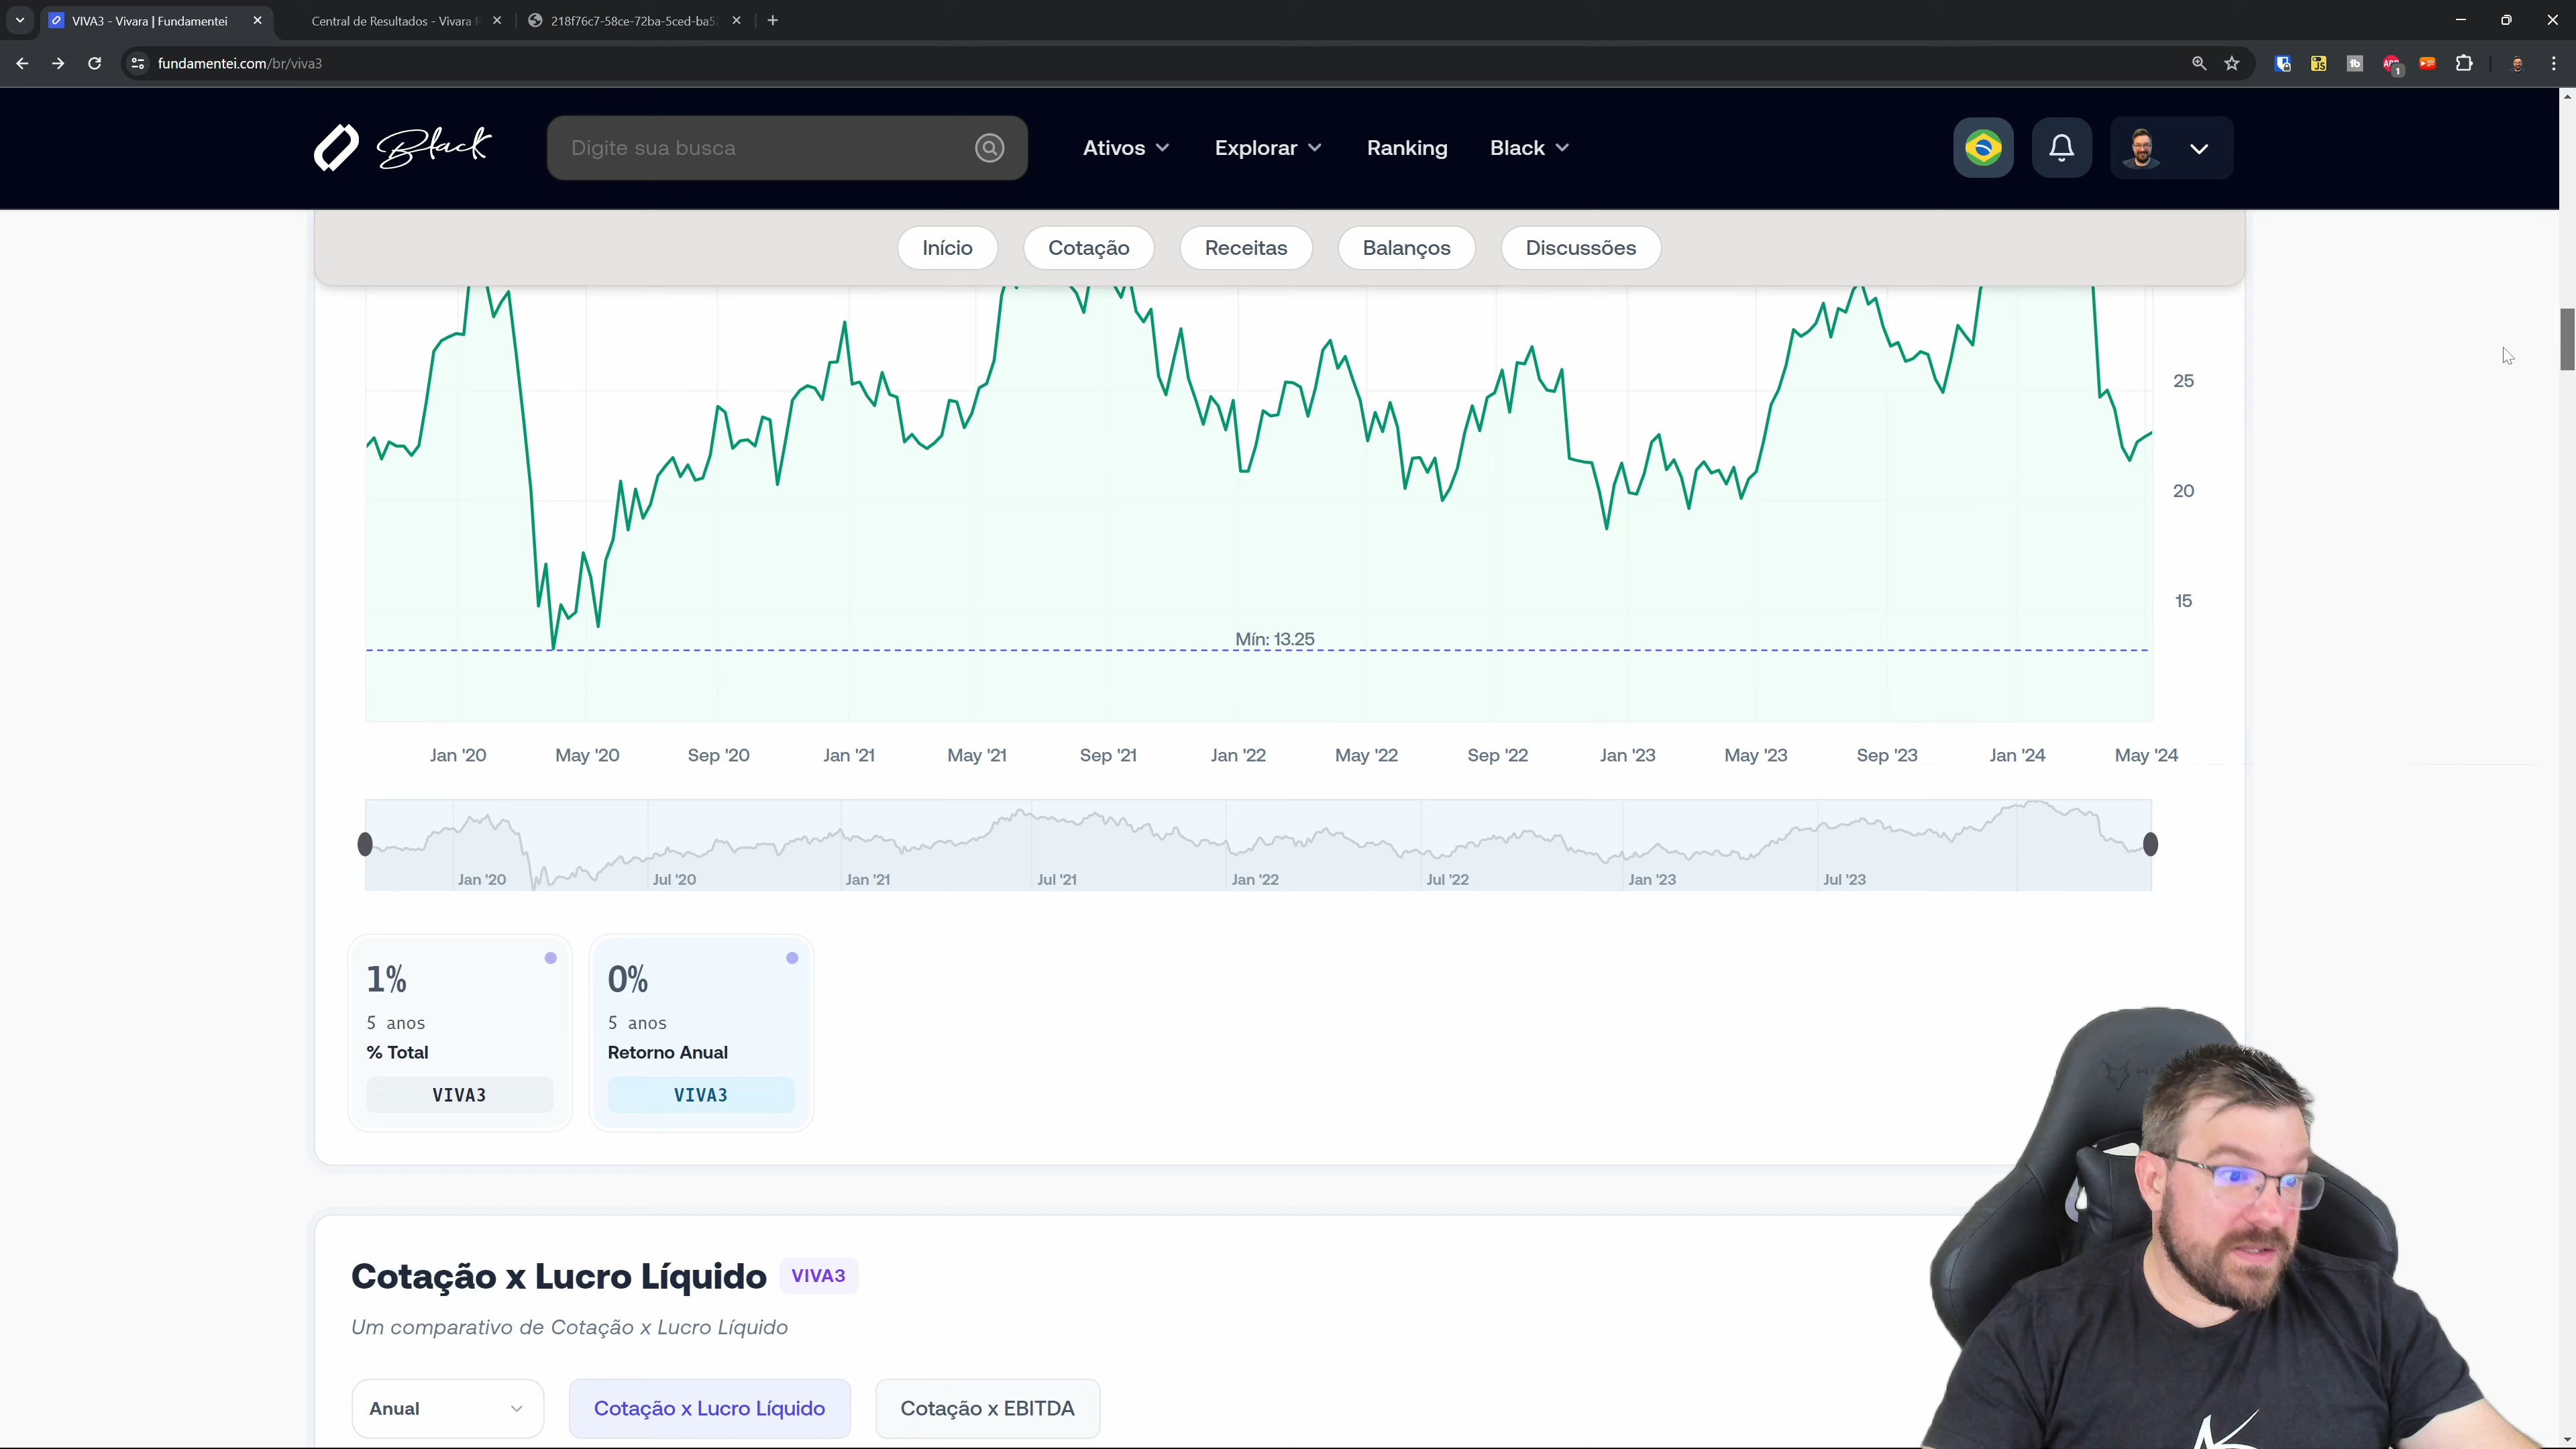 VIVA3 - Vivara | Fundamentei
Central de Resultados - Vivara
218f76c7-58ce-72ba-5ced-ba52
fundamentei.com/br/viva3
Black
Digite sua busca
Ativos
Explorar
Ranking
Black
Início
Cotação
Receitas
Balanços
Discussões
25
20
15
Mín: 13.25
Jan '20
May '20
Sep '20
Jan '21
May '21
Sep '21
Jan '22
May '22
Sep '22
Jan '23
May '23
Sep '23
Jan '24
May '24
Jan '20
Jul '20
Jan '21
Jul '21
Jan '22
Jul '22
Jan '23
Jul '23
1%
5 anos
% Total
VIVA3
0%
5 anos
Retorno Anual
VIVA3
Cotação x Lucro Líquido
VIVA3
Um comparativo de Cotação x Lucro Líquido
Anual
Cotação x Lucro Líquido
Cotação x EBITDA